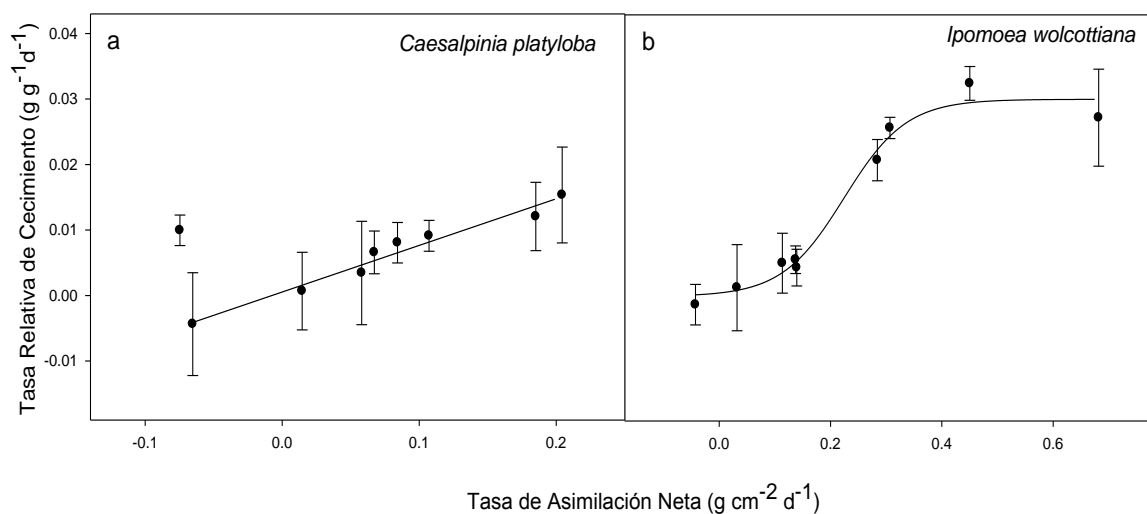 a
Caesalpinia platyloba
b
Ipomoea wolcottiana
Tasa Relativa de Cecimiento (g g⁻¹d⁻¹)
0.04
0.03
0.02
0.01
0.00
-0.01
-0.1
0.0
0.1
0.2
0.0
0.2
0.4
0.6
Tasa de Asimilación Neta (g cm⁻² d⁻¹)